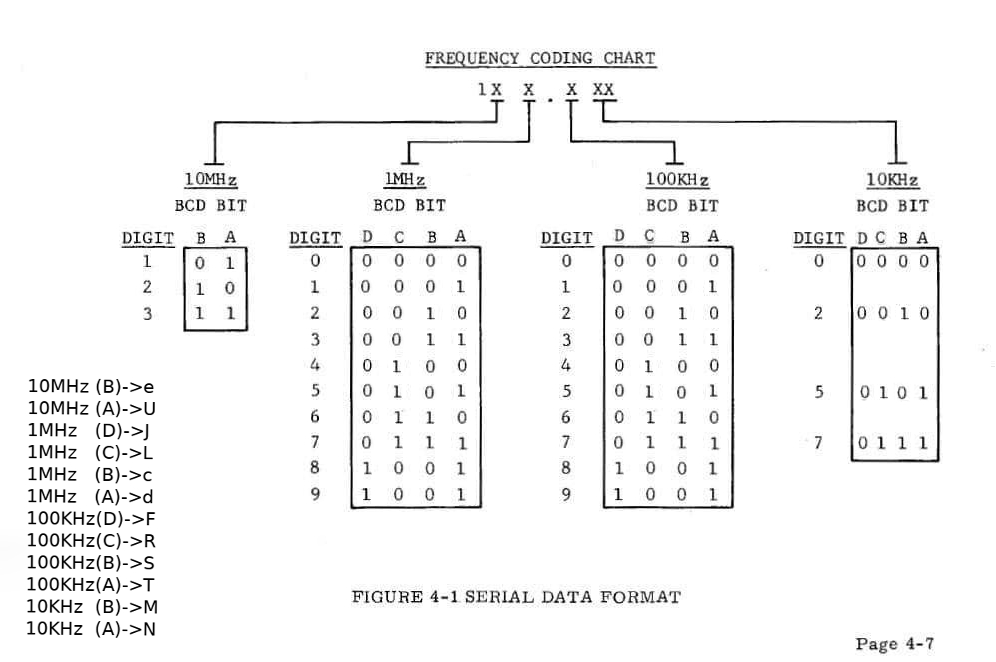 FREQUENCY CODING CHART
1X X . X XX
10MHz 1MHz 100KHz 10KHz
BCD BIT BCD BIT BCD BIT BCD BIT
DIGIT B A DIGIT D C B A DIGIT D C B A DIGIT D C B A
1 0 1 0 0 0 0 0 0 0 0 0 0 0 0 0 0 0
2 1 0 1 0 0 0 1 1 0 0 0 1
3 1 1 2 0 0 1 0 2 0 0 1 0 2 0 0 1 0
3 0 0 1 1 3 0 0 1 1
4 0 1 0 0 4 0 1 0 0
10MHz (B)->e 5 0 1 0 1 5 0 1 0 1 5 0 1 0 1
10MHz (A)->U 6 0 1 1 0 6 0 1 1 0
1MHz (D)->J
1MHz (C)->L 7 0 1 1 1 7 0 1 1 1 7 0 1 1 1
1MHz (B)->c 8 1 0 0 1 8 1 0 0 1
1MHz (A)->d 9 1 0 0 1 9 1 0 0 1
100KHz(D)->F
100KHz(C)->R
100KHz(B)->S
100KHz(A)->T
10KHz (B)->M
10KHz (A)->N
FIGURE 4-1 SERIAL DATA FORMAT
Page 4-7